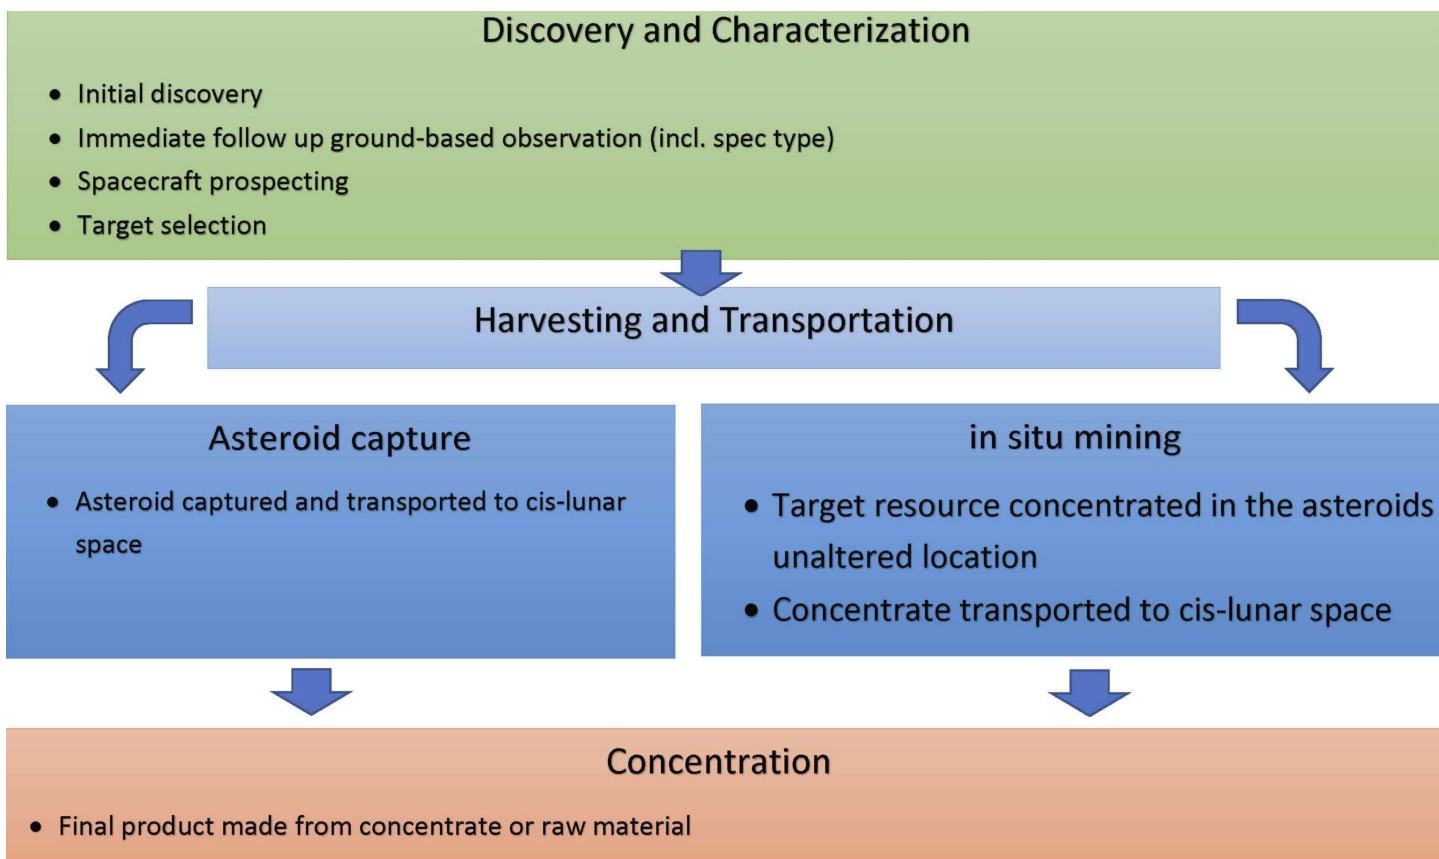 Discovery and Characterization
• Initial discovery
• Immediate follow up ground-based observation (incl. spec type)
• Spacecraft prospecting
• Target selection
Harvesting and Transportation
Asteroid capture
• Asteroid captured and transported to cis-lunar
space
in situ mining
• Target resource concentrated in the asteroids
unaltered location
• Concentrate transported to cis-lunar space
Concentration
• Final product made from concentrate or raw material